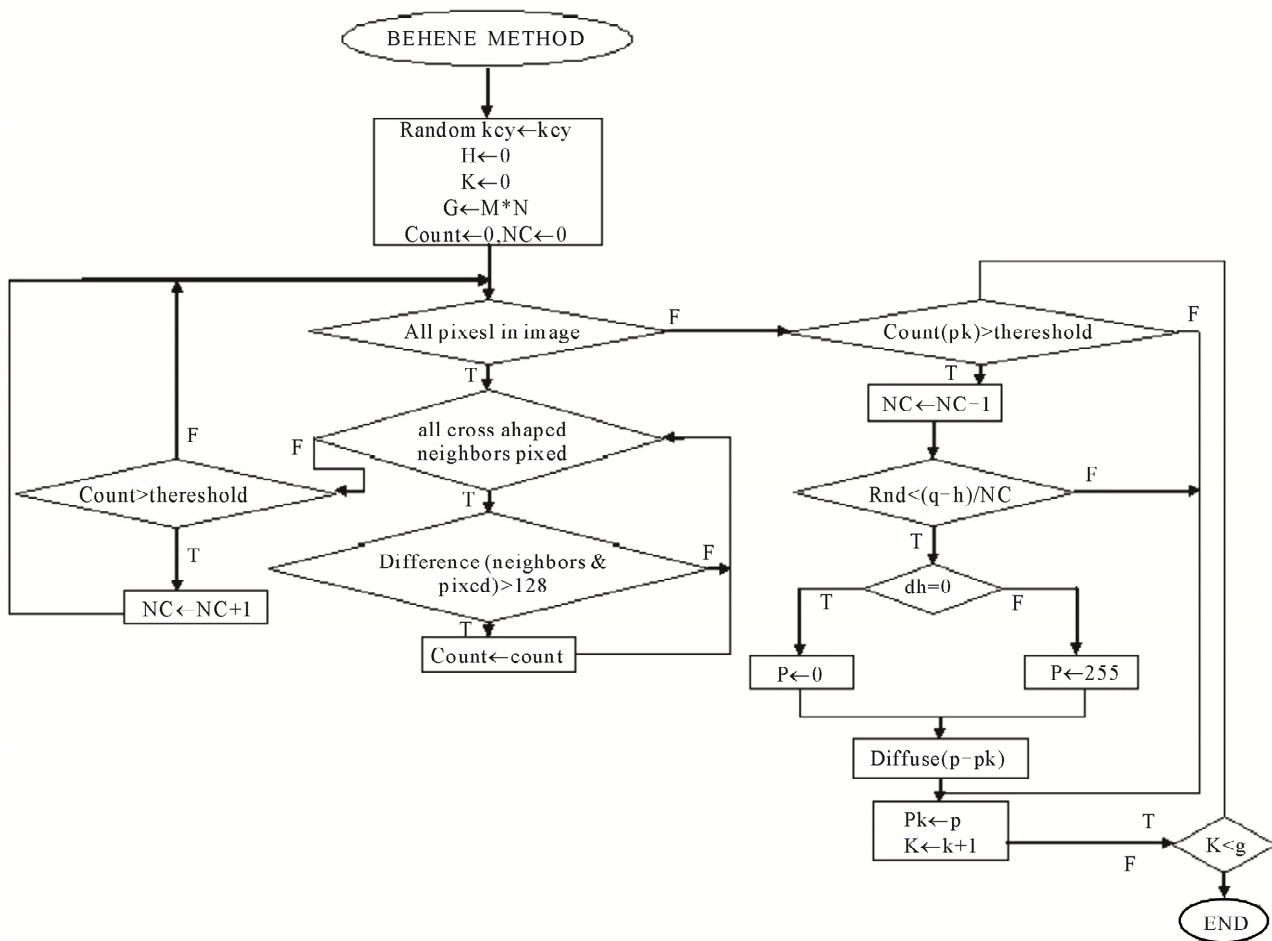 BEHENE METHOD
Random kcy←kcy
H←0
K←0
G←M*N
Count←0,NC←0
All pixesl in image
F
T
all cross ahapcd
neighbors pixcd
F
T
Count>thereshold
F
T
NC←NC+1
Difference (neighbors &
pixcd)>128
F
T
Count←count
Count(pk)>thereshold
F
T
NC←NC−1
Rnd<(q−h)/NC
F
T
dh=0
T
F
P←0
P←255
Diffuse(p−pk)
Pk←p
K←k+1
T
F
K<g
END